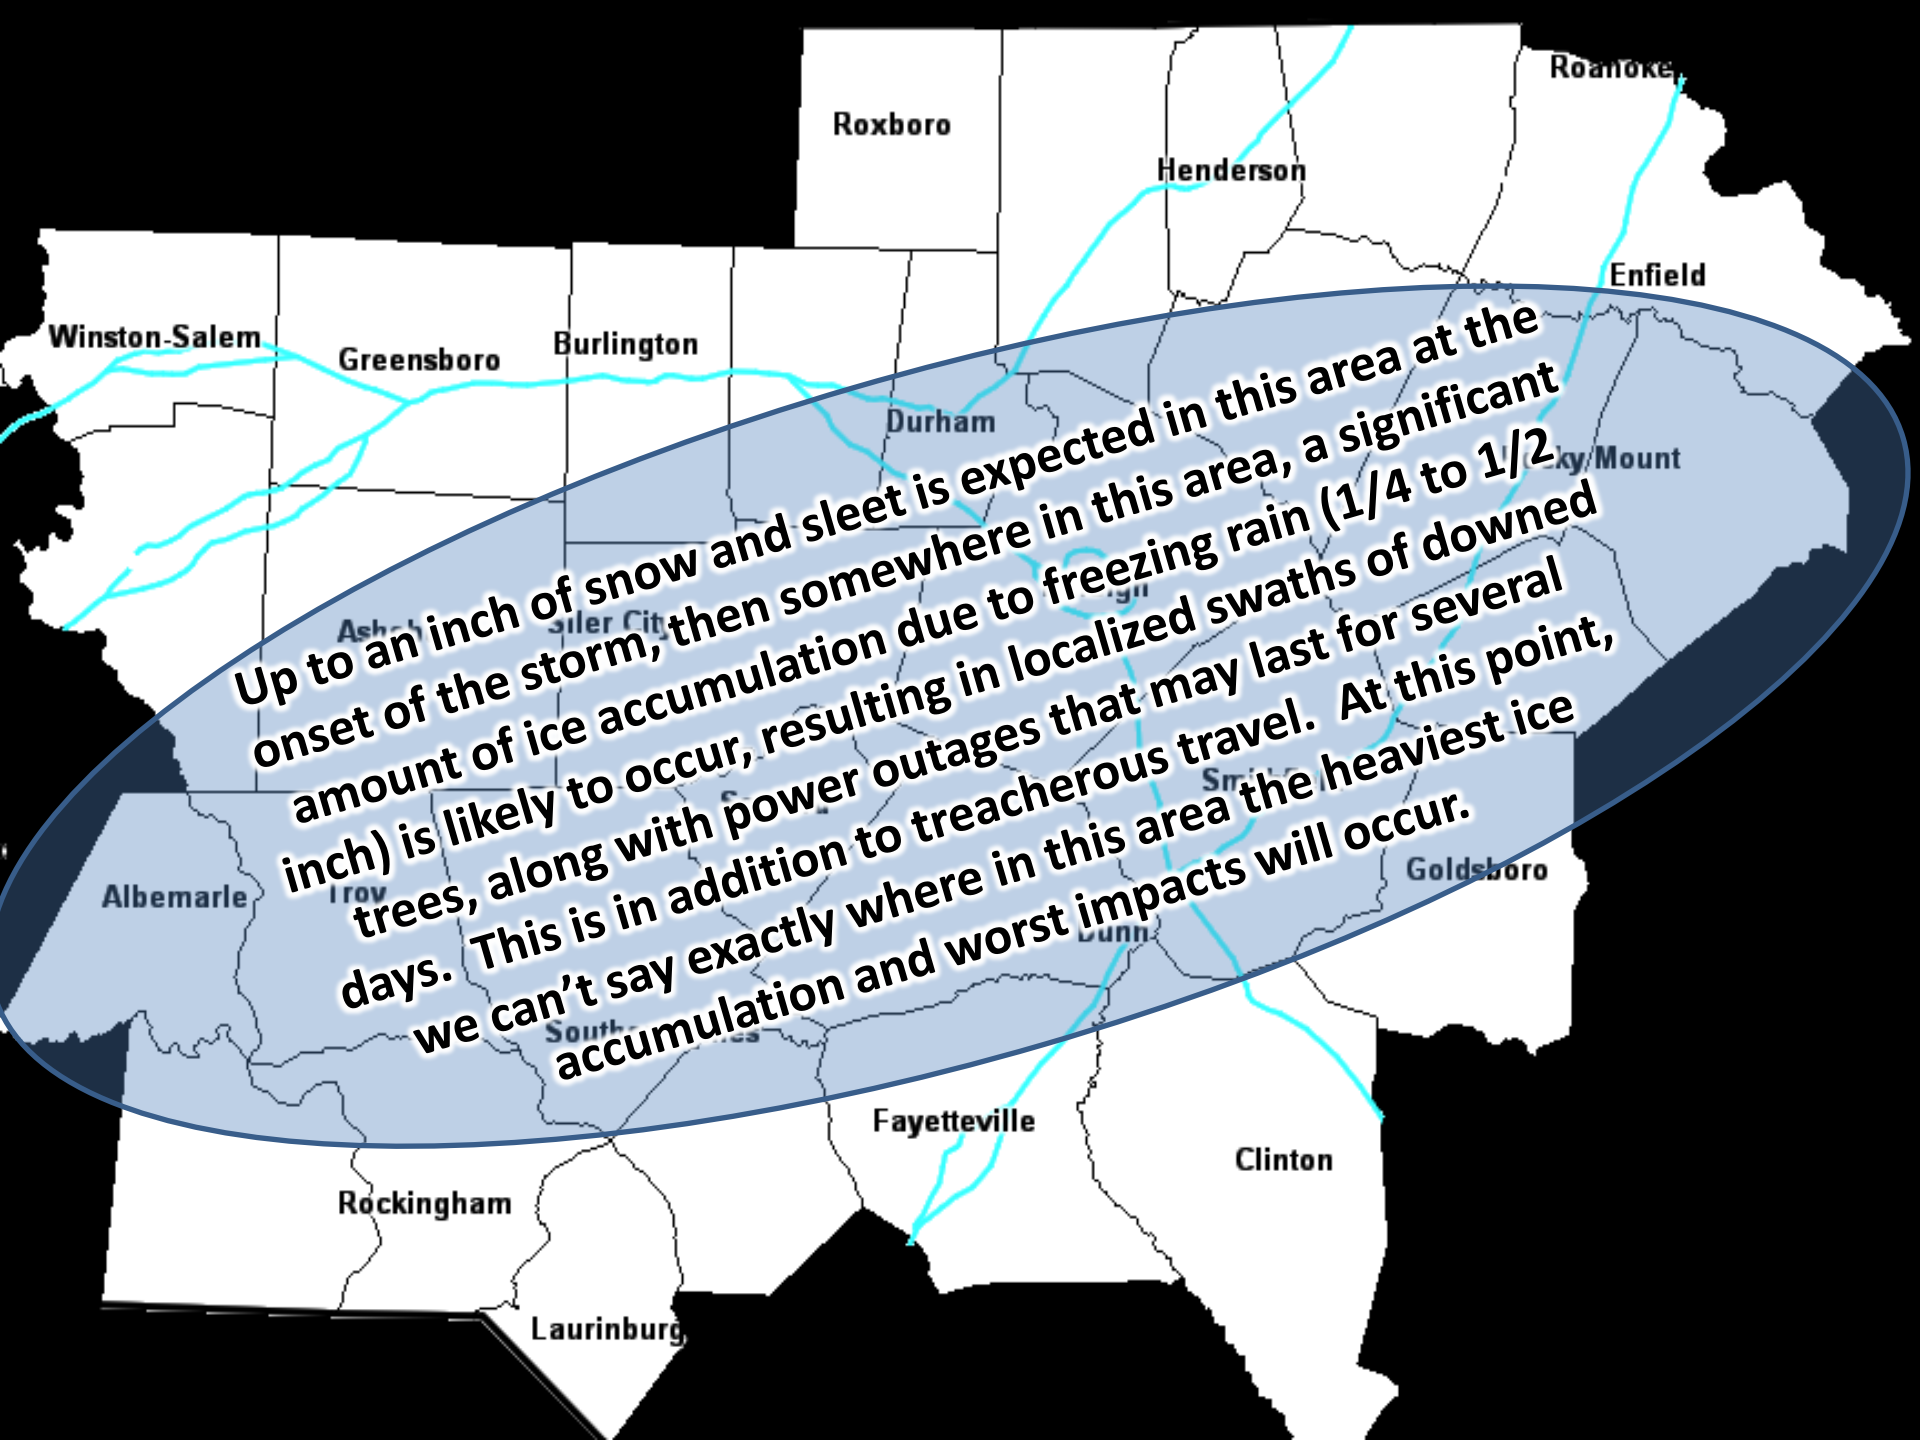 Roanoke
Roxboro
Henderson
Enfield
Winston-Salem
Greensboro
Burlington
Durham
Mount
Up to an inch of snow and sleet is expected in this area at the
onset of the storm, then somewhere in this area, a significant
amount of ice accumulation due to freezing rain (1/4 to 1/2
inch) is likely to occur, resulting in localized swaths of downed
trees, along with power outages that may last for several
days. This is in addition to treacherous travel. At this point,
we can't say exactly where in this area the heaviest ice
accumulation and worst impacts will occur.
Siler City
Albemarle
Troy
Goldsboro
Dunn
Fayetteville
Clinton
Rockingham
Laurinburg